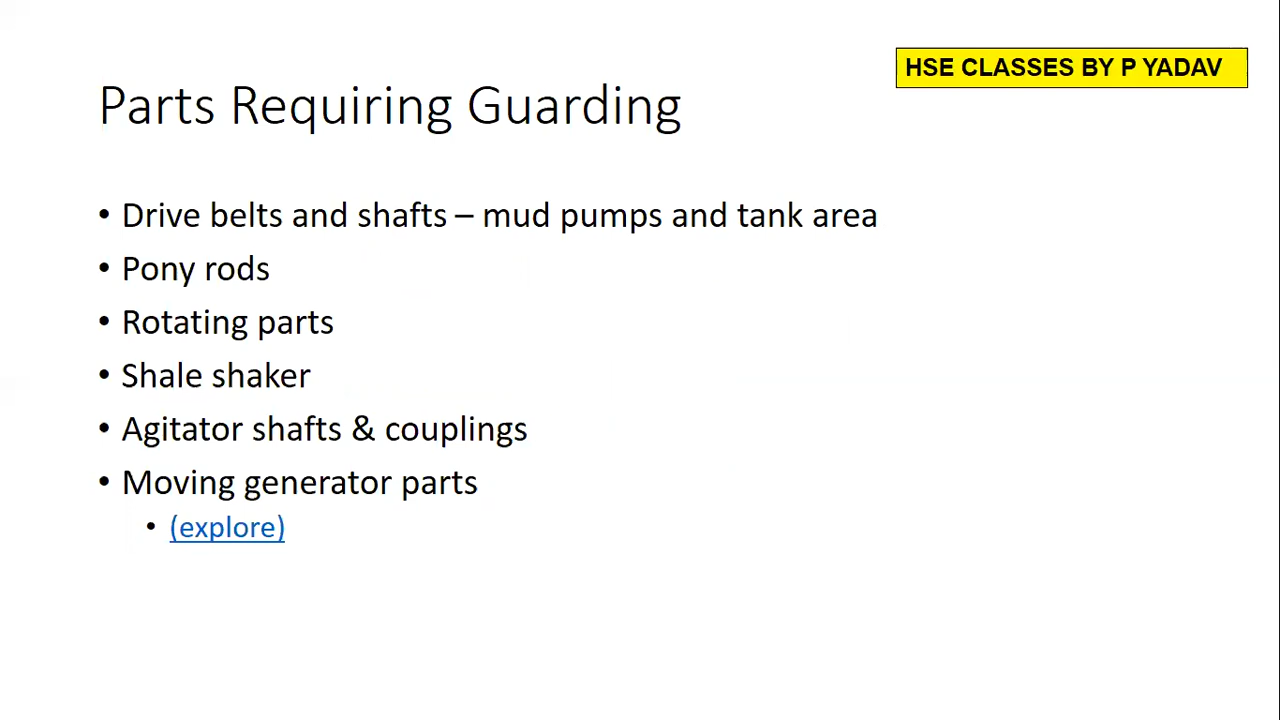 HSE CLASSES BY P YADAV
Parts Requiring Guarding
• Drive belts and shafts – mud pumps and tank area
• Pony rods
• Rotating parts
• Shale shaker
• Agitator shafts & couplings
• Moving generator parts
• (explore)